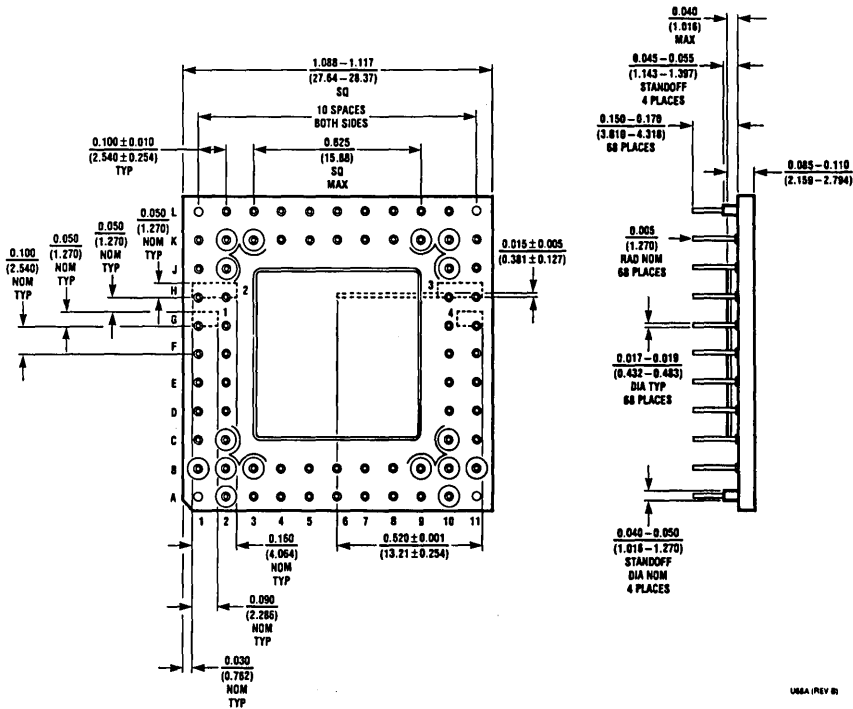 0.040
(1.016)
MAX
0.045–0.055
(1.143–1.397)
STANDOFF
4 PLACES
1.088–1.117
(27.64–28.37)
SQ
10 SPACES
BOTH SIDES
0.150–0.170
(3.810–4.318)
68 PLACES
0.100±0.010
(2.540±0.254)
TYP
0.625
(15.88)
SQ
MAX
0.085–0.110
(2.159–2.794)
0.050
(1.270)
NOM
TYP
0.050
(1.270)
NOM
TYP
0.050
(1.270)
NOM
TYP
0.100
(2.540)
NOM
TYP
0.015±0.005
(0.381±0.127)
0.005
(1.270)
RAD NOM
68 PLACES
L
K
J
H
G
F
E
D
C
B
A
2
3
1
4
0.017–0.019
(0.432–0.483)
DIA TYP
68 PLACES
1 2 3 4 5 6 7 8 9 10 11
0.160
(4.064)
NOM
TYP
0.520±0.001
(13.21±0.254)
0.040–0.050
(1.016–1.270)
STANDOFF
DIA NOM
4 PLACES
0.090
(2.286)
NOM
TYP
0.030
(0.762)
NOM
TYP
U68A (REV B)